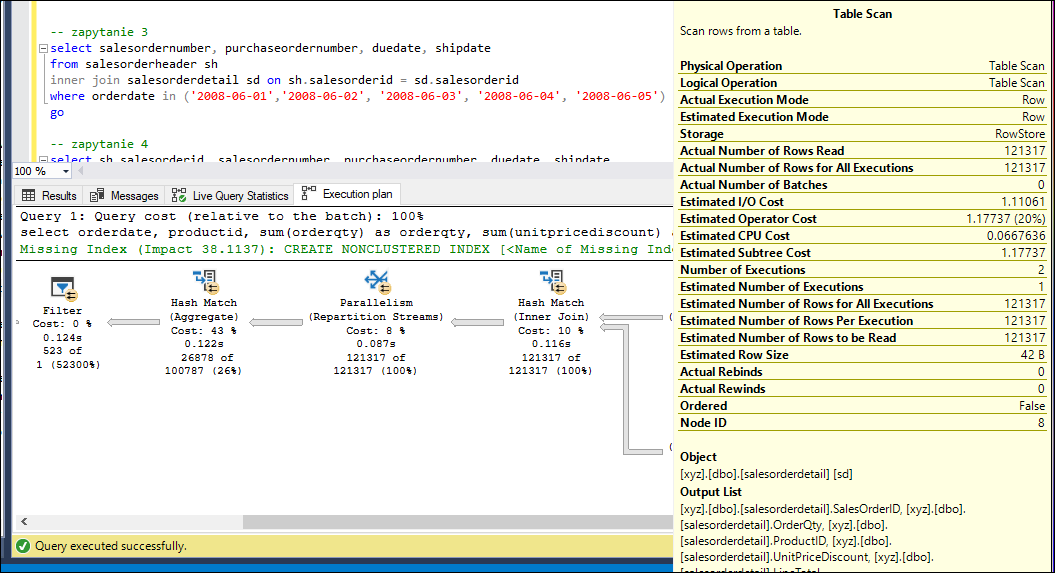 -- zapytanie 3
select salesordernumber, purchaseordernumber, duedate, shipdate
from salesorderheader sh
inner join salesorderdetail sd on sh.salesorderid = sd.salesorderid
where orderdate in ('2008-06-01','2008-06-02', '2008-06-03', '2008-06-04', '2008-06-05')
go
-- zapytanie 4
select sh.salesorderid, salesordernumber, purchaseordernumber, duedate, shipdate
100 %
Results
Messages
Live Query Statistics
Execution plan
Query 1: Query cost (relative to the batch): 100%
select orderdate, productid, sum(orderqty) as orderqty, sum(unitpricediscount)
Missing Index (Impact 38.1137): CREATE NONCLUSTERED INDEX [<Name of Missing Ind
Filter
Cost: 0 %
0.124s
523 of
1 (52300%)
Hash Match
(Aggregate)
Cost: 43 %
0.122s
26878 of
100787 (26%)
Parallelism
(Repartition Streams)
Cost: 8 %
0.087s
121317 of
121317 (100%)
Hash Match
(Inner Join)
Cost: 10 %
0.116s
121317 of
121317 (100%)
Query executed successfully.
Table Scan
Scan rows from a table.
Physical Operation Table Scan
Logical Operation Table Scan
Actual Execution Mode Row
Estimated Execution Mode Row
Storage RowStore
Actual Number of Rows Read 121317
Actual Number of Rows for All Executions 121317
Actual Number of Batches 0
Estimated I/O Cost 1.11061
Estimated Operator Cost 1.17737 (20%)
Estimated CPU Cost 0.0667636
Estimated Subtree Cost 1.17737
Number of Executions 2
Estimated Number of Executions 1
Estimated Number of Rows for All Executions 121317
Estimated Number of Rows Per Execution 121317
Estimated Number of Rows to be Read 121317
Estimated Row Size 42 B
Actual Rebinds 0
Actual Rewinds 0
Ordered False
Node ID 8
Object
[xyz].[dbo].[salesorderdetail] [sd]
Output List
[xyz].[dbo].[salesorderdetail].SalesOrderID, [xyz].[dbo].
[salesorderdetail].OrderQty, [xyz].[dbo].
[salesorderdetail].ProductID, [xyz].[dbo].
[salesorderdetail].UnitPriceDiscount, [xyz].[dbo].
[salesorderdetail].LineTotal